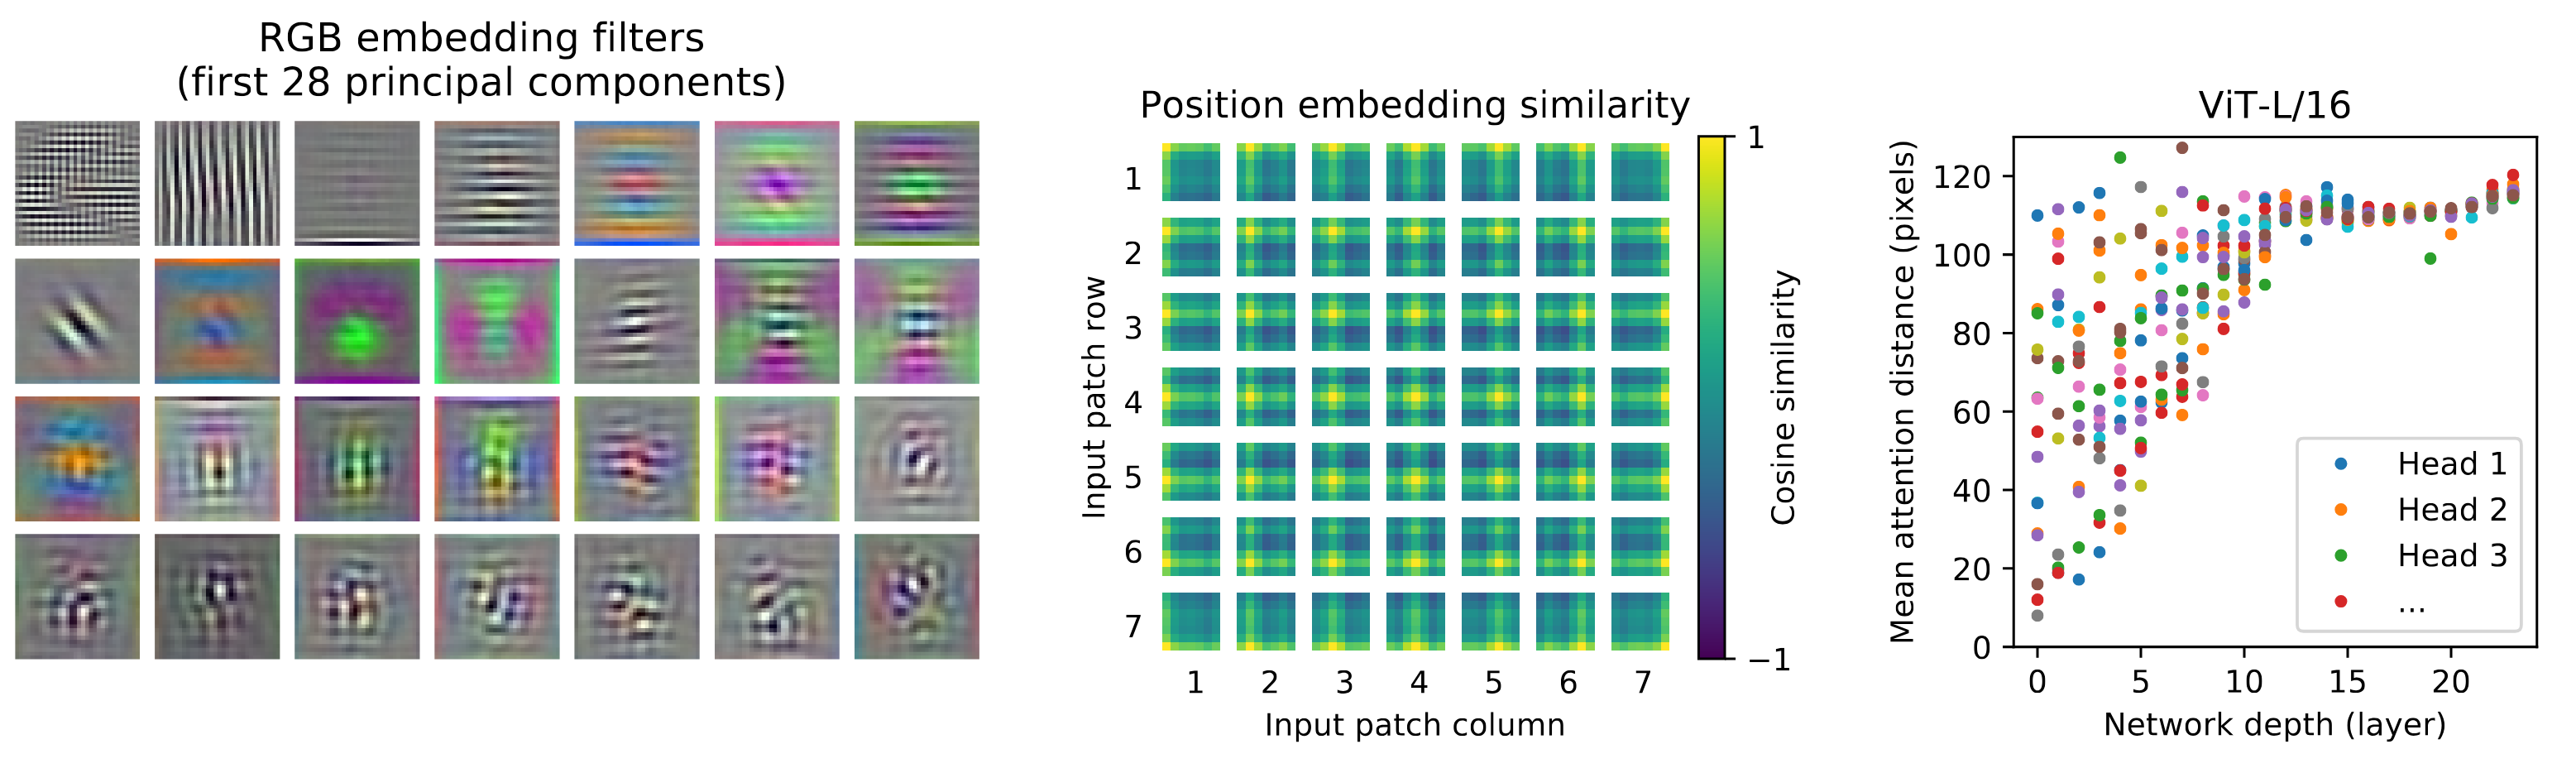 RGB embedding filters
(first 28 principal components)
Position embedding similarity
1
2
3
4
5
6
7
Input patch row
1 2 3 4 5 6 7
Input patch column
1
−1
Cosine similarity
ViT-L/16
Mean attention distance (pixels)
120
100
80
60
40
20
0
Head 1
Head 2
Head 3
...
0 5 10 15 20
Network depth (layer)